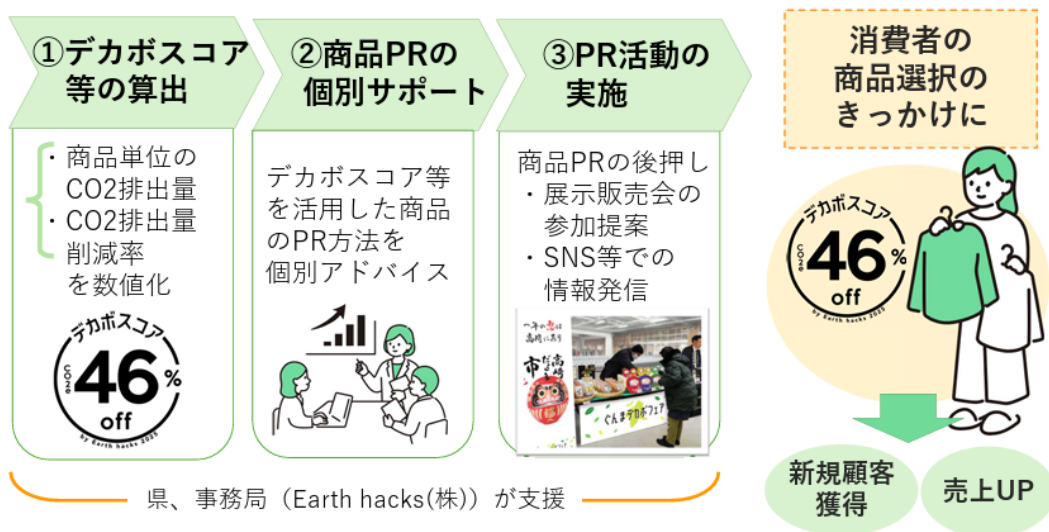 ①デカボスコア
等の算出
・商品単位の
CO2排出量
・CO2排出量
削減率
を数値化
デカボスコア
CO2e
46%
off
by Earth hacks 2025
②商品PRの
個別サポート
デカボスコア等
を活用した商品
のPR方法を
個別アドバイス
③PR活動の
実施
商品PRの後押し
・展示販売会の
参加提案
・SNS等での
情報発信
高崎
だるま
市
ぐんまデカボフェア
県、事務局（Earth hacks(株)）が支援
消費者の
商品選択の
きっかけに
デカボスコア
CO2e
46%
off
by Earth hacks 2025
新規顧客
獲得
売上UP